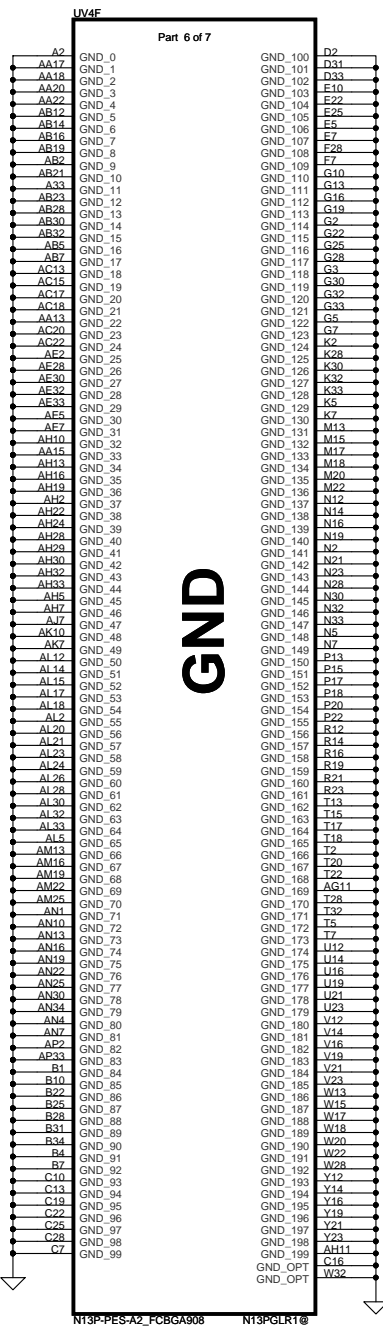 UV4F
Part 6 of 7
A2 GND_0 GND_100 D2
AA17 GND_1 GND_101 D31
AA18 GND_2 GND_102 D33
AA20 GND_3 GND_103 E10
AA22 GND_4 GND_104 E22
AB12 GND_5 GND_105 E25
AB14 GND_6 GND_106 E5
AB16 GND_7 GND_107 E7
AB19 GND_8 GND_108 F28
AB2 GND_9 GND_109 F7
AB21 GND_10 GND_110 G10
A33 GND_11 GND_111 G13
AB23 GND_12 GND_112 G16
AB28 GND_13 GND_113 G19
AB30 GND_14 GND_114 G2
AB32 GND_15 GND_115 G22
AB5 GND_16 GND_116 G25
AB7 GND_17 GND_117 G28
AC13 GND_18 GND_118 G3
AC15 GND_19 GND_119 G30
AC17 GND_20 GND_120 G32
AC18 GND_21 GND_121 G33
AA13 GND_22 GND_122 G5
AC20 GND_23 GND_123 G7
AC22 GND_24 GND_124 K2
AE2 GND_25 GND_125 K28
AE28 GND_26 GND_126 K30
AE30 GND_27 GND_127 K32
AE32 GND_28 GND_128 K33
AE33 GND_29 GND_129 K5
AE5 GND_30 GND_130 K7
AE7 GND_31 GND_131 M13
AH10 GND_32 GND_132 M15
AA15 GND_33 GND_133 M17
AH13 GND_34 GND_134 M18
AH16 GND_35 GND_135 M20
AH19 GND_36 GND_136 M22
AH2 GND_37 GND_137 N12
AH22 GND_38 GND_138 N14
AH24 GND_39 GND_139 N16
AH28 GND_40 GND_140 N19
AH29 GND_41 GND_141 N2
AH30 GND_42 GND_142 N21
AH32 GND_43 GND_143 N23
AH33 GND_44 GND_144 N28
AH5 GND_45 GND_145 N30
AH7 GND_46 GND_146 N32
AJ7 GND_47 GND_147 N33
AK10 GND_48 GND_148 N5
AK7 GND_49 GND_149 N7
AL12 GND_50 GND_150 P13
AL14 GND_51 GND_151 P15
AL15 GND_52 GND_152 P17
AL17 GND_53 GND_153 P18
AL18 GND_54 GND_154 P20
AL2 GND_55 GND_155 P22
AL20 GND_56 GND_156 R12
AL21 GND_57 GND_157 R14
AL23 GND_58 GND_158 R16
AL24 GND_59 GND_159 R19
AL26 GND_60 GND_160 R21
AL28 GND_61 GND_161 R23
AL30 GND_62 GND_162 T13
AL32 GND_63 GND_163 T15
AL33 GND_64 GND_164 T17
AL5 GND_65 GND_165 T18
AM13 GND_66 GND_166 T2
AM16 GND_67 GND_167 T20
AM19 GND_68 GND_168 T22
AM22 GND_69 GND_169 AG11
AM25 GND_70 GND_170 T28
AN1 GND_71 GND_171 T32
AN10 GND_72 GND_172 T5
AN13 GND_73 GND_173 T7
AN16 GND_74 GND_174 U12
AN19 GND_75 GND_175 U14
AN22 GND_76 GND_176 U16
AN25 GND_77 GND_177 U19
AN30 GND_78 GND_178 U21
AN34 GND_79 GND_179 U23
AN4 GND_80 GND_180 V12
AN7 GND_81 GND_181 V14
AP2 GND_82 GND_182 V16
AP33 GND_83 GND_183 V19
B1 GND_84 GND_184 V21
B10 GND_85 GND_185 V23
B22 GND_86 GND_186 W13
B25 GND_87 GND_187 W15
B28 GND_88 GND_188 W17
B31 GND_89 GND_189 W18
B34 GND_90 GND_190 W20
B4 GND_91 GND_191 W22
B7 GND_92 GND_192 W28
C10 GND_93 GND_193 Y12
C13 GND_94 GND_194 Y14
C19 GND_95 GND_195 Y16
C22 GND_96 GND_196 Y19
C25 GND_97 GND_197 Y21
C28 GND_98 GND_198 Y23
C7 GND_99 GND_199 AH11
GND_OPT C16
GND_OPT W32
GND
N13P-PES-A2_FCBGA908 N13PGLR1@